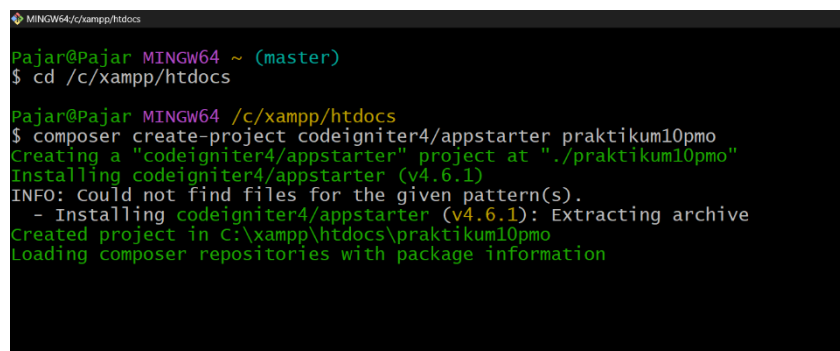 MINGW64:/c/xampp/htdocs
Pajar@Pajar MINGW64 ~ (master)
$ cd /c/xampp/htdocs
Pajar@Pajar MINGW64 /c/xampp/htdocs
$ composer create-project codeigniter4/appstarter praktikum10pmo
Creating a "codeigniter4/appstarter" project at "./praktikum10pmo"
Installing codeigniter4/appstarter (v4.6.1)
INFO: Could not find files for the given pattern(s).
- Installing codeigniter4/appstarter (v4.6.1): Extracting archive
Created project in C:\xampp\htdocs\praktikum10pmo
Loading composer repositories with package information